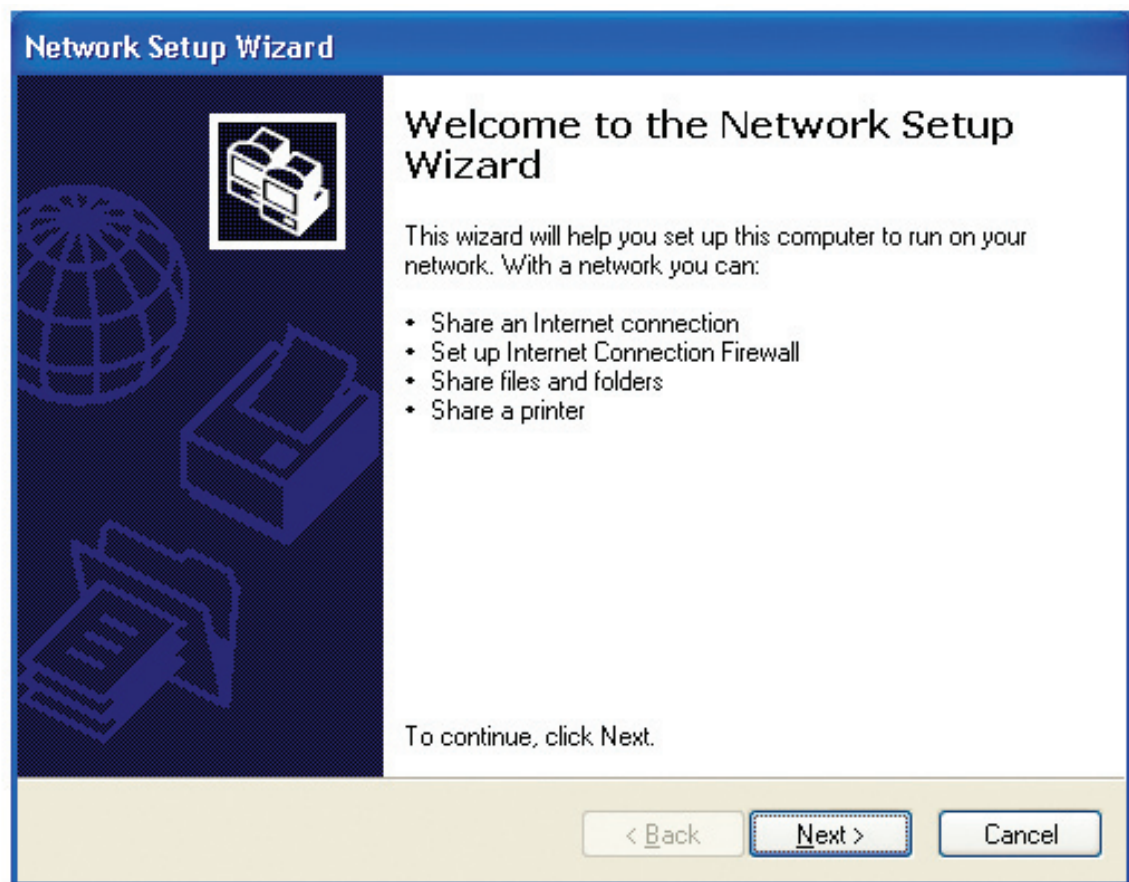 Network Setup Wizard
Welcome to the Network Setup
Wizard
This wizard will help you set up this computer to run on your
network. With a network you can:
• Share an Internet connection
• Set up Internet Connection Firewall
• Share files and folders
• Share a printer
To continue, click Next.
< Back
Next >
Cancel